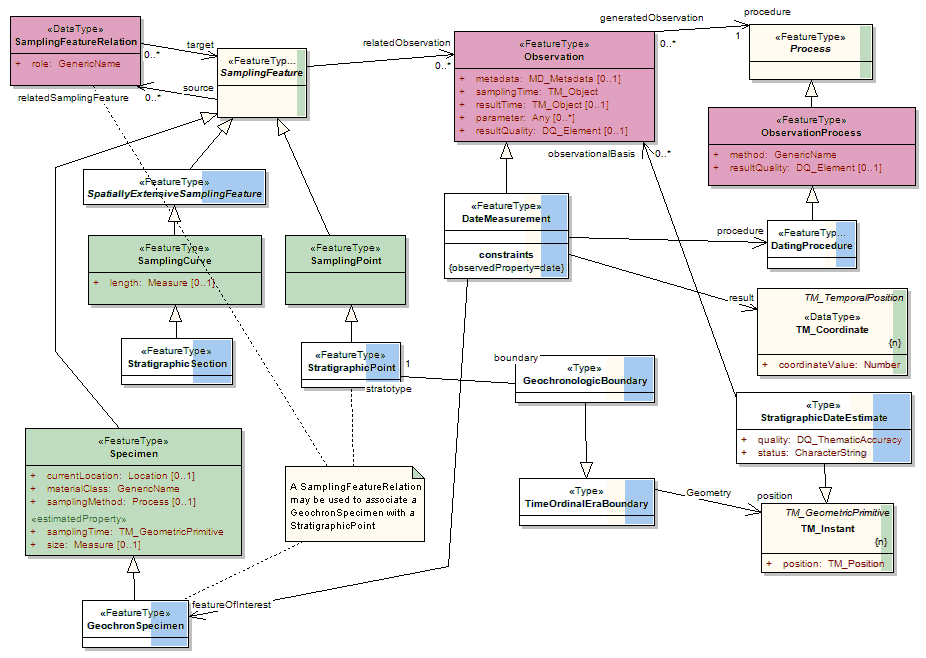 «DataType»
SamplingFeatureRelation
+ role: GenericName
target
0..*
source
relatedSamplingFeature
0..*
«FeatureTyp...
SamplingFeature
relatedObservation
0..*
«FeatureType»
Observation
+ metadata: MD_Metadata [0..1]
+ samplingTime: TM_Object
+ resultTime: TM_Object [0..1]
+ parameter: Any [0..*]
+ resultQuality: DQ_Element [0..1]
generatedObservation
0..*
procedure
1
«FeatureType»
Process
«FeatureType»
ObservationProcess
+ method: GenericName
+ resultQuality: DQ_Element [0..1]
observationalBasis
0..*
«FeatureType»
SpatiallyExtensiveSamplingFeature
«FeatureType»
DateMeasurement
constraints
{observedProperty=date}
procedure
«FeatureTyp...
DatingProcedure
«FeatureType»
SamplingCurve
+ length: Measure [0..1]
«FeatureType»
SamplingPoint
result
TM_TemporalPosition
«DataType»
TM_Coordinate
{n}
+ coordinateValue: Number
«FeatureType»
StratigraphicSection
«FeatureType»
StratigraphicPoint
1
stratotype
boundary
«Type»
GeochronologicBoundary
«Type»
StratigraphicDateEstimate
+ quality: DQ_ThematicAccuracy
+ status: CharacterString
«FeatureType»
Specimen
+ currentLocation: Location [0..1]
+ materialClass: GenericName
+ samplingMethod: Process [0..1]
«estimatedProperty»
+ samplingTime: TM_GeometricPrimitive
+ size: Measure [0..1]
A SamplingFeatureRelation
may be used to associate a
GeochronSpecimen with a
StratigraphicPoint
«Type»
TimeOrdinalEraBoundary
Geometry
position
TM_GeometricPrimitive
TM_Instant
{n}
+ position: TM_Position
«FeatureType»
GeochronSpecimen
featureOfInterest